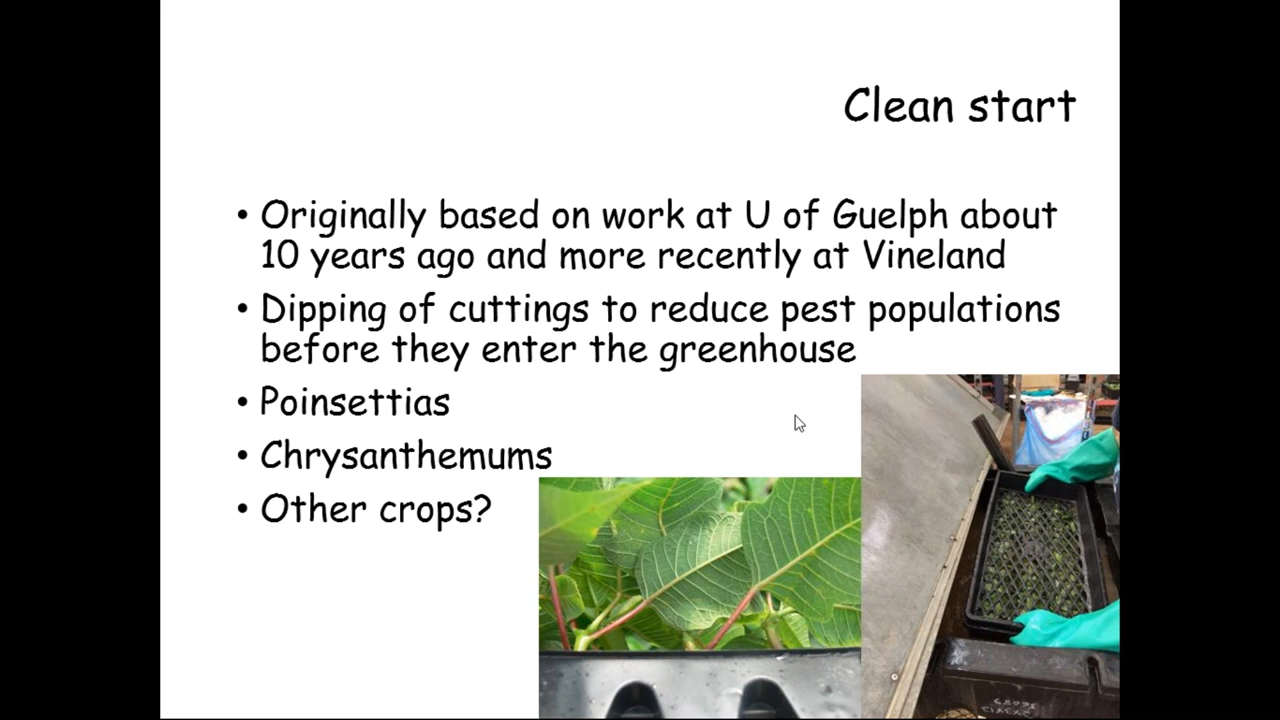 Clean start
• Originally based on work at U of Guelph about
10 years ago and more recently at Vineland
• Dipping of cuttings to reduce pest populations
before they enter the greenhouse
• Poinsettias
• Chrysanthemums
• Other crops?